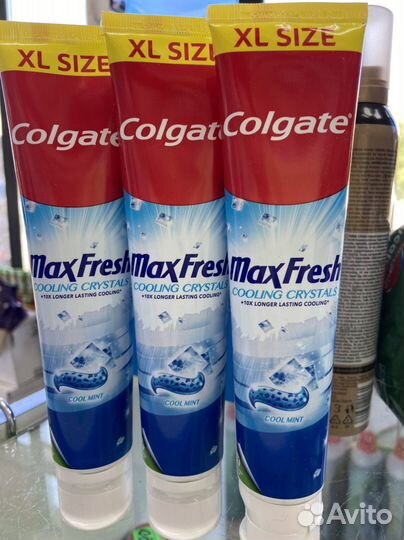 XL SIZE
Colgate
MaxFresh
COOLING CRYSTALS
+10X LONGER LASTING COOLING*
COOL MINT
XL SIZE
Colgate
MaxFresh
COOLING CRYSTALS
+10X LONGER LASTING COOLING*
COOL MINT
XL SIZE
Colgate®
MaxFresh
COOLING CRYSTALS
+10X LONGER LASTING COOLING*
COOL MINT
Avito